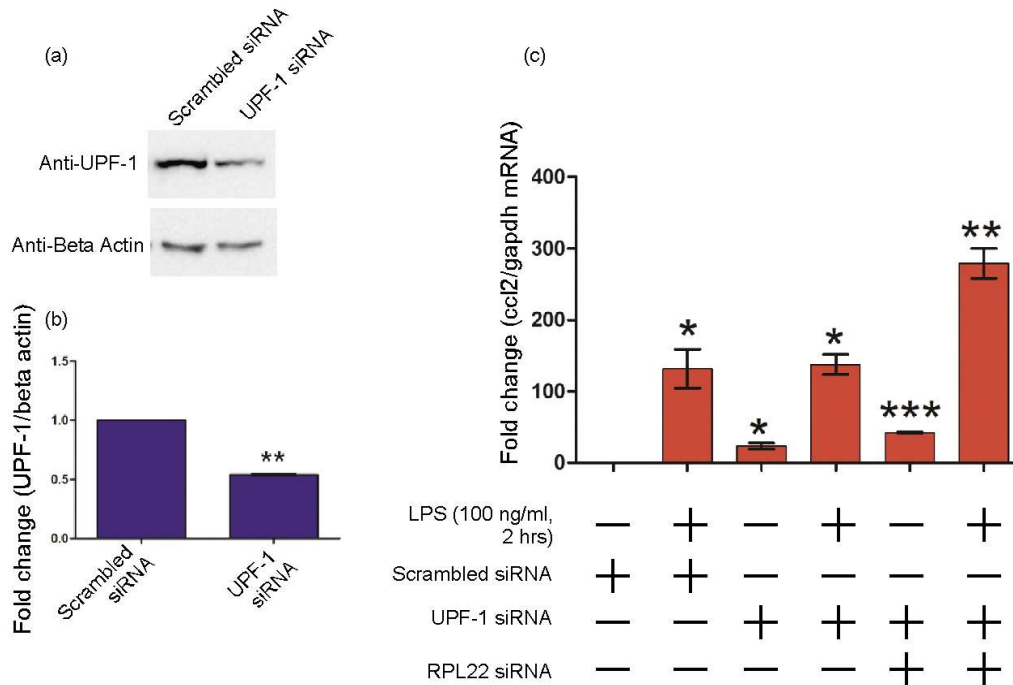 (a)
Scrambled siRNA
UPF-1 siRNA
Anti-UPF-1
Anti-Beta Actin
(b)
Fold change (UPF-1/beta actin)
1.5
1.0
0.5
0.0
**
Scrambled
siRNA
UPF-1
siRNA
(c)
Fold change (ccl2/gapdh mRNA)
400
300
200
100
0
*
*
*
***
**
LPS (100 ng/ml,
2 hrs)
— + — + — +
Scrambled siRNA
+ + — — — —
UPF-1 siRNA
— — + + + +
RPL22 siRNA
— — — — + +